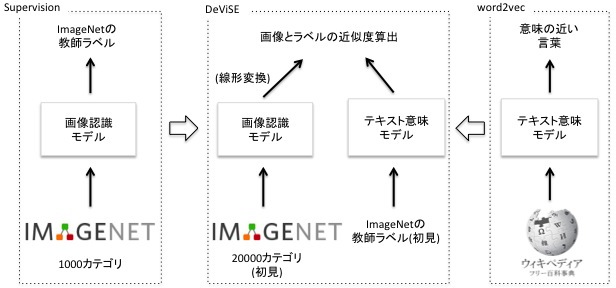 Supervision
ImageNetの
教師ラベル
画像認識
モデル
IMAGENET
1000カテゴリ
DeViSE
画像とラベルの近似度算出
(線形変換)
画像認識
モデル
テキスト意味
モデル
IMAGENET
20000カテゴリ
(初見)
ImageNetの
教師ラベル(初見)
word2vec
意味の近い
言葉
テキスト意味
モデル
ウィキペディア
フリー百科事典